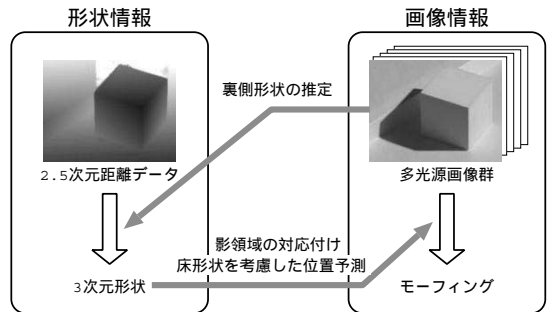 形状情報
画像情報
裏側形状の推定
2.5次元距離データ
多光源画像群
影領域の対応付け
床形状を考慮した位置予測
3次元形状
モーフィング